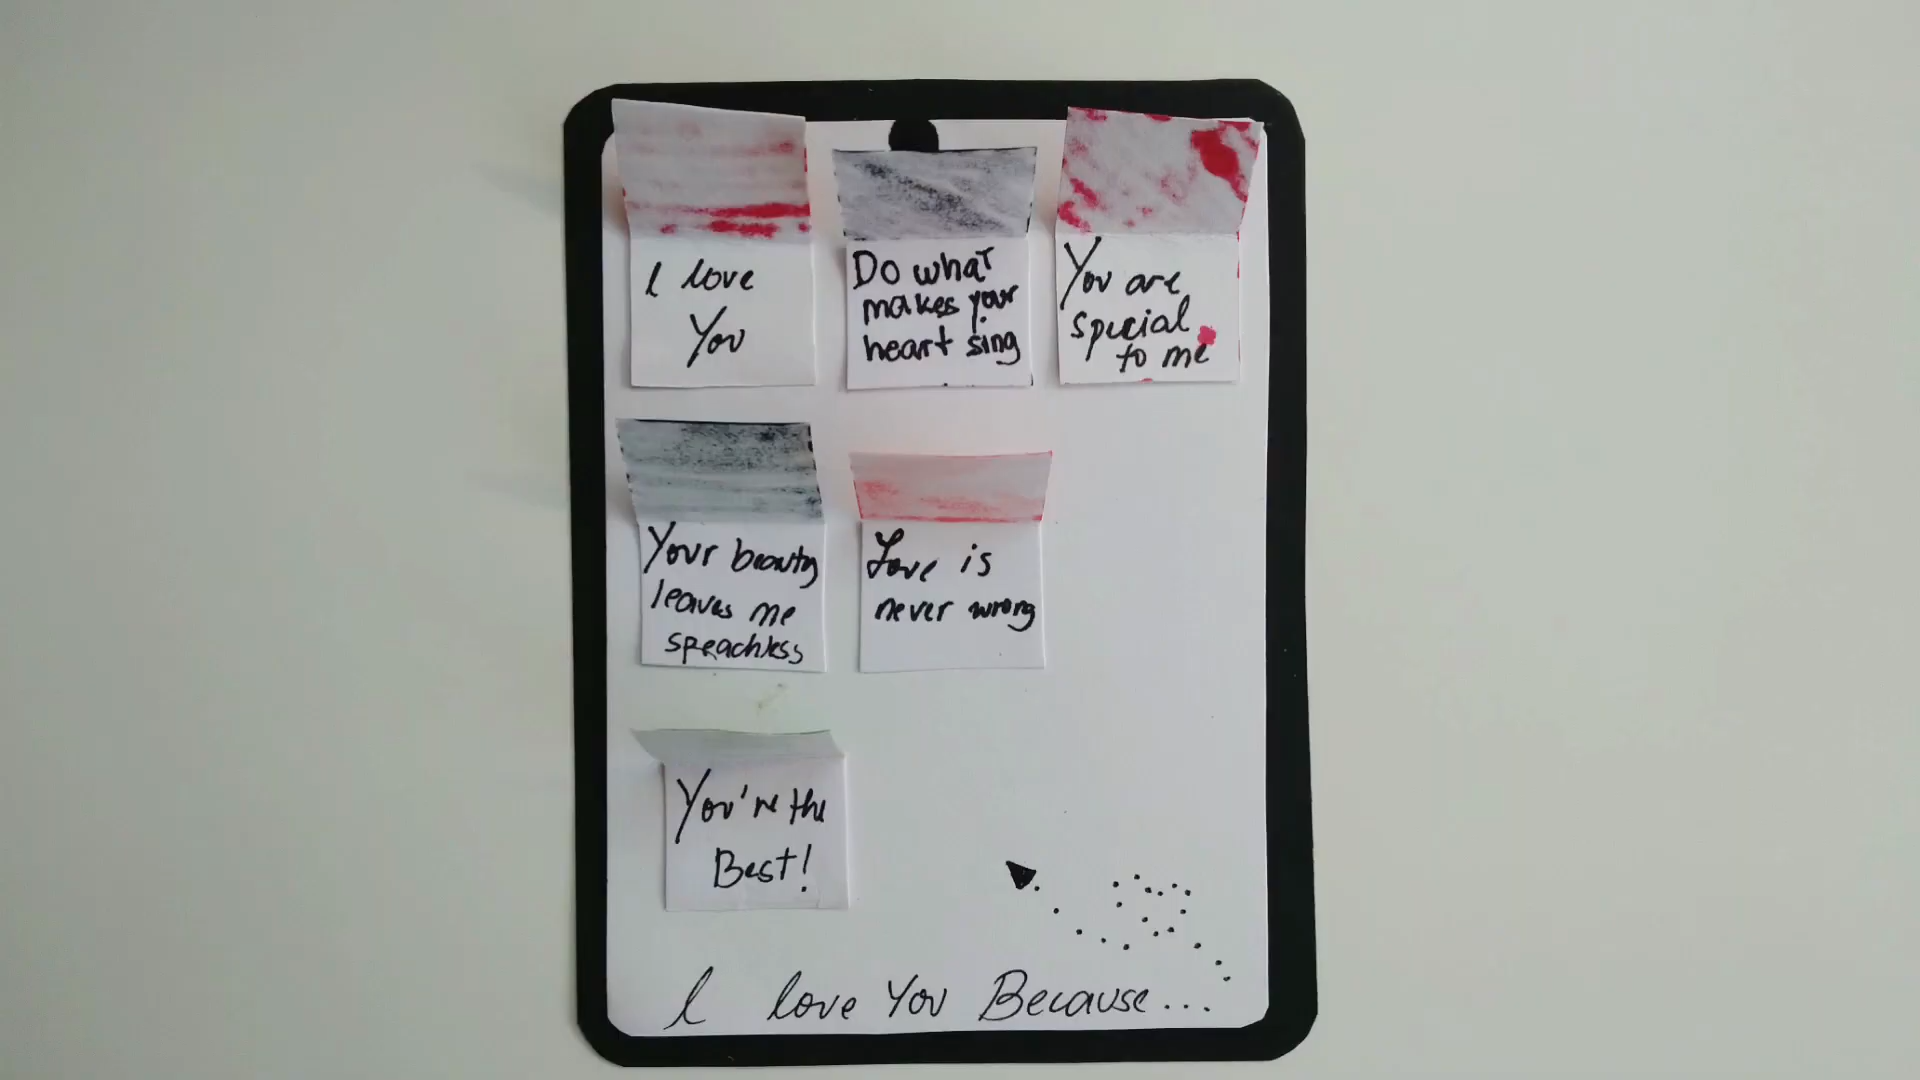 I love
You
Do what
makes your
heart sing
You are
special
to me
Your beauty
leaves me
speachless
Love is
never wrong
You're the
Best!
I love You Because...